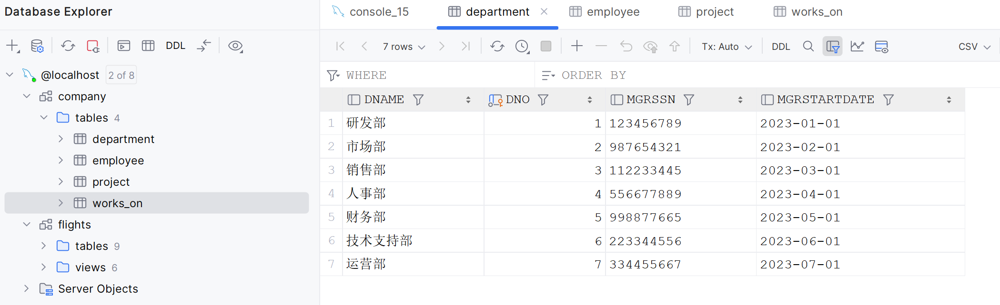 Database Explorer
console_15 department employee project works_on
DDL
7 rows Tx: Auto DDL CSV
@localhost 2 of 8
company
tables 4
department
employee
project
works_on
flights
tables 9
views 6
Server Objects
WHERE ORDER BY
DNAME DNO MGRSSN MGRSTARTDATE
1 研发部 1 123456789 2023-01-01
2 市场部 2 987654321 2023-02-01
3 销售部 3 112233445 2023-03-01
4 人事部 4 556677889 2023-04-01
5 财务部 5 998877665 2023-05-01
6 技术支持部 6 223344556 2023-06-01
7 运营部 7 334455667 2023-07-01